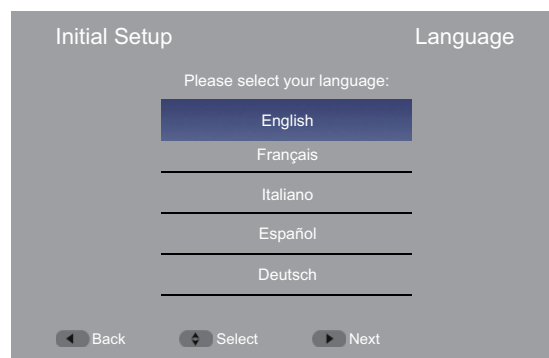 Initial Setup Language
Please select your language:
English
Français
Italiano
Español
Deutsch
Back Select Next